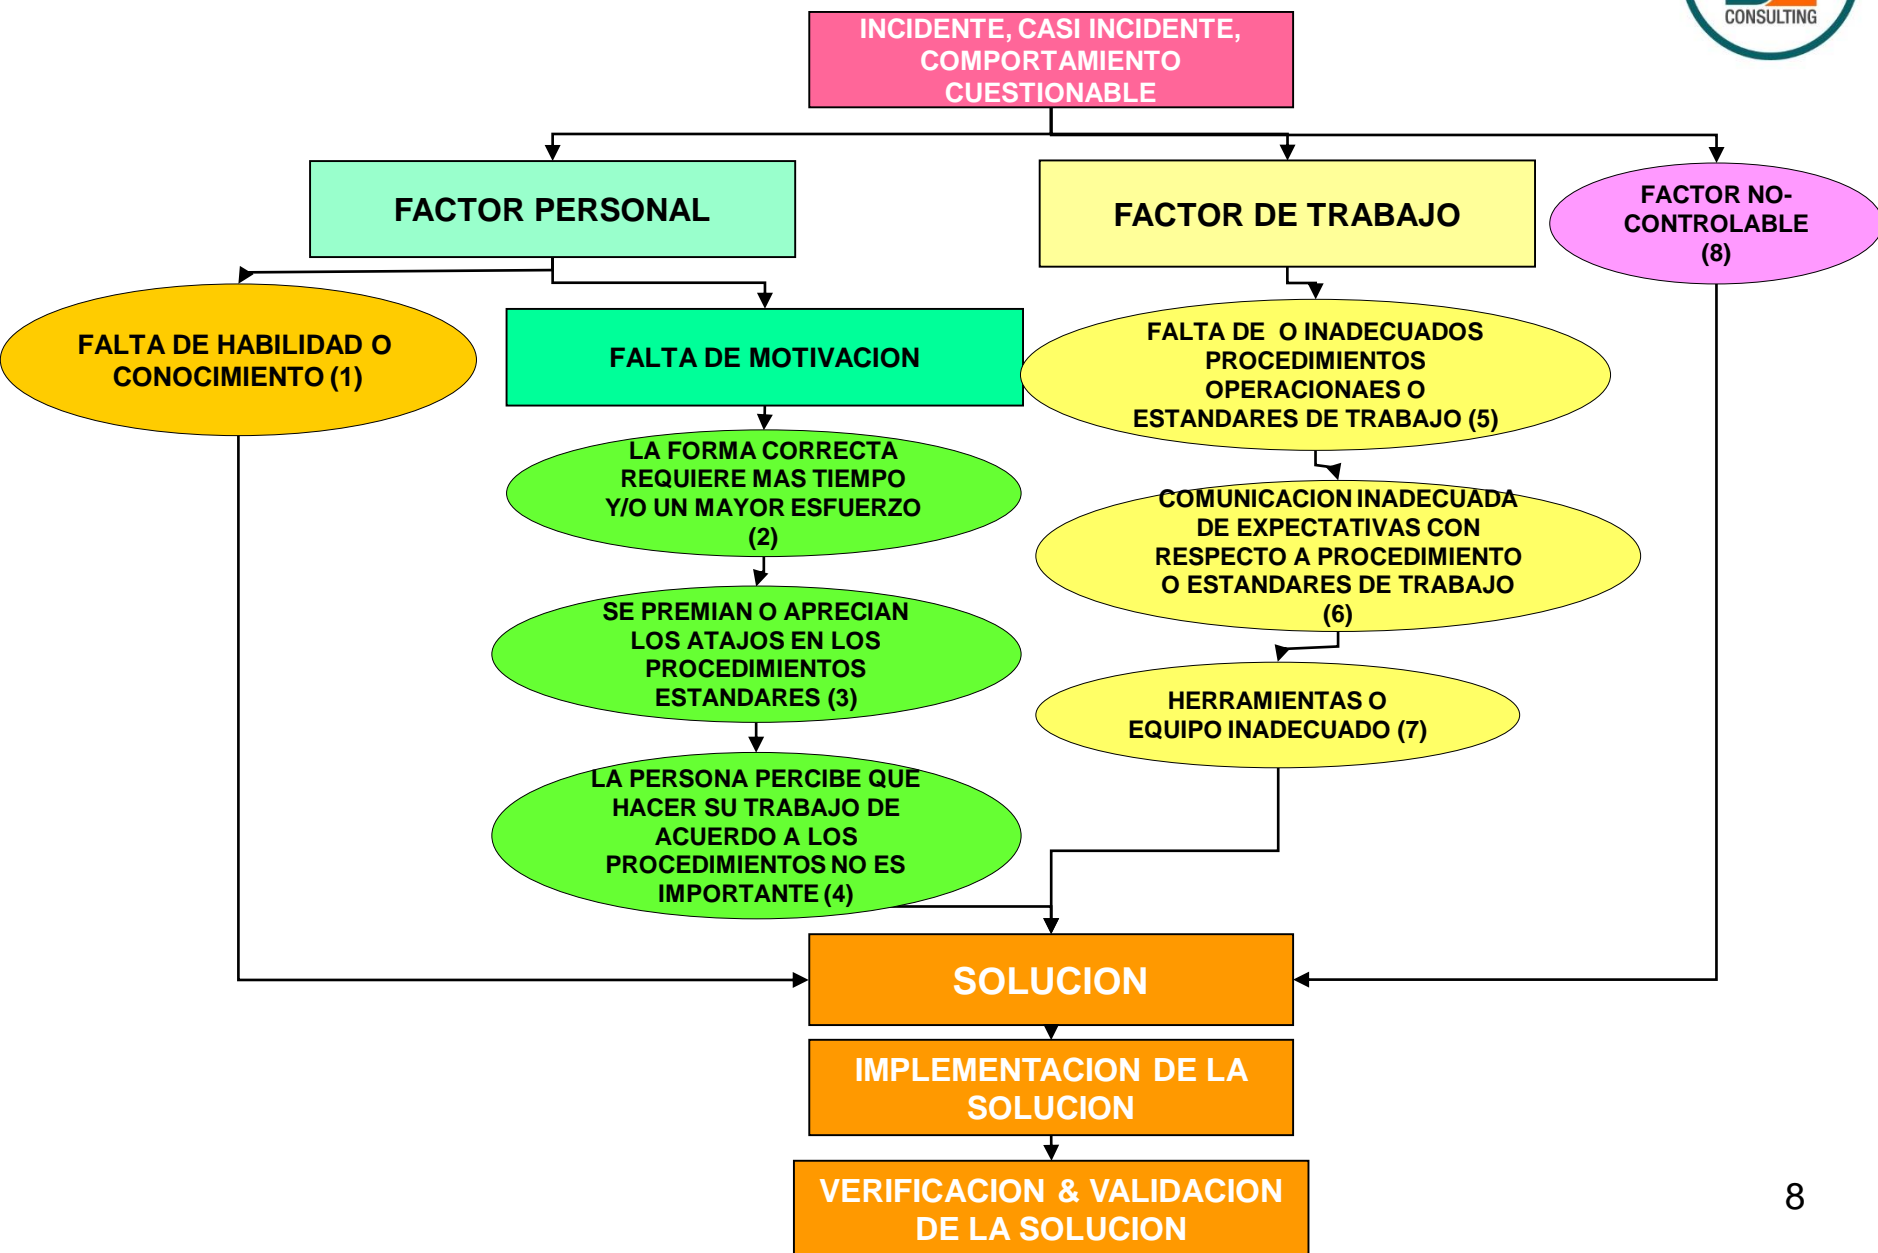 CONSULTING
INCIDENTE, CASI INCIDENTE,
COMPORTAMIENTO
CUESTIONABLE
FACTOR PERSONAL
FACTOR DE TRABAJO
FACTOR NO-
CONTROLABLE
(8)
FALTA DE HABILIDAD O
CONOCIMIENTO (1)
FALTA DE MOTIVACION
FALTA DE O INADECUADOS
PROCEDIMIENTOS
OPERACIONAES O
ESTANDARES DE TRABAJO (5)
LA FORMA CORRECTA
REQUIERE MAS TIEMPO
Y/O UN MAYOR ESFUERZO
(2)
COMUNICACION INADECUADA
DE EXPECTATIVAS CON
RESPECTO A PROCEDIMIENTO
O ESTANDARES DE TRABAJO
(6)
SE PREMIAN O APRECIAN
LOS ATAJOS EN LOS
PROCEDIMIENTOS
ESTANDARES (3)
HERRAMIENTAS O
EQUIPO INADECUADO (7)
LA PERSONA PERCIBE QUE
HACER SU TRABAJO DE
ACUERDO A LOS
PROCEDIMIENTOS NO ES
IMPORTANTE (4)
SOLUCION
IMPLEMENTACION DE LA
SOLUCION
VERIFICACION & VALIDACION
DE LA SOLUCION
8